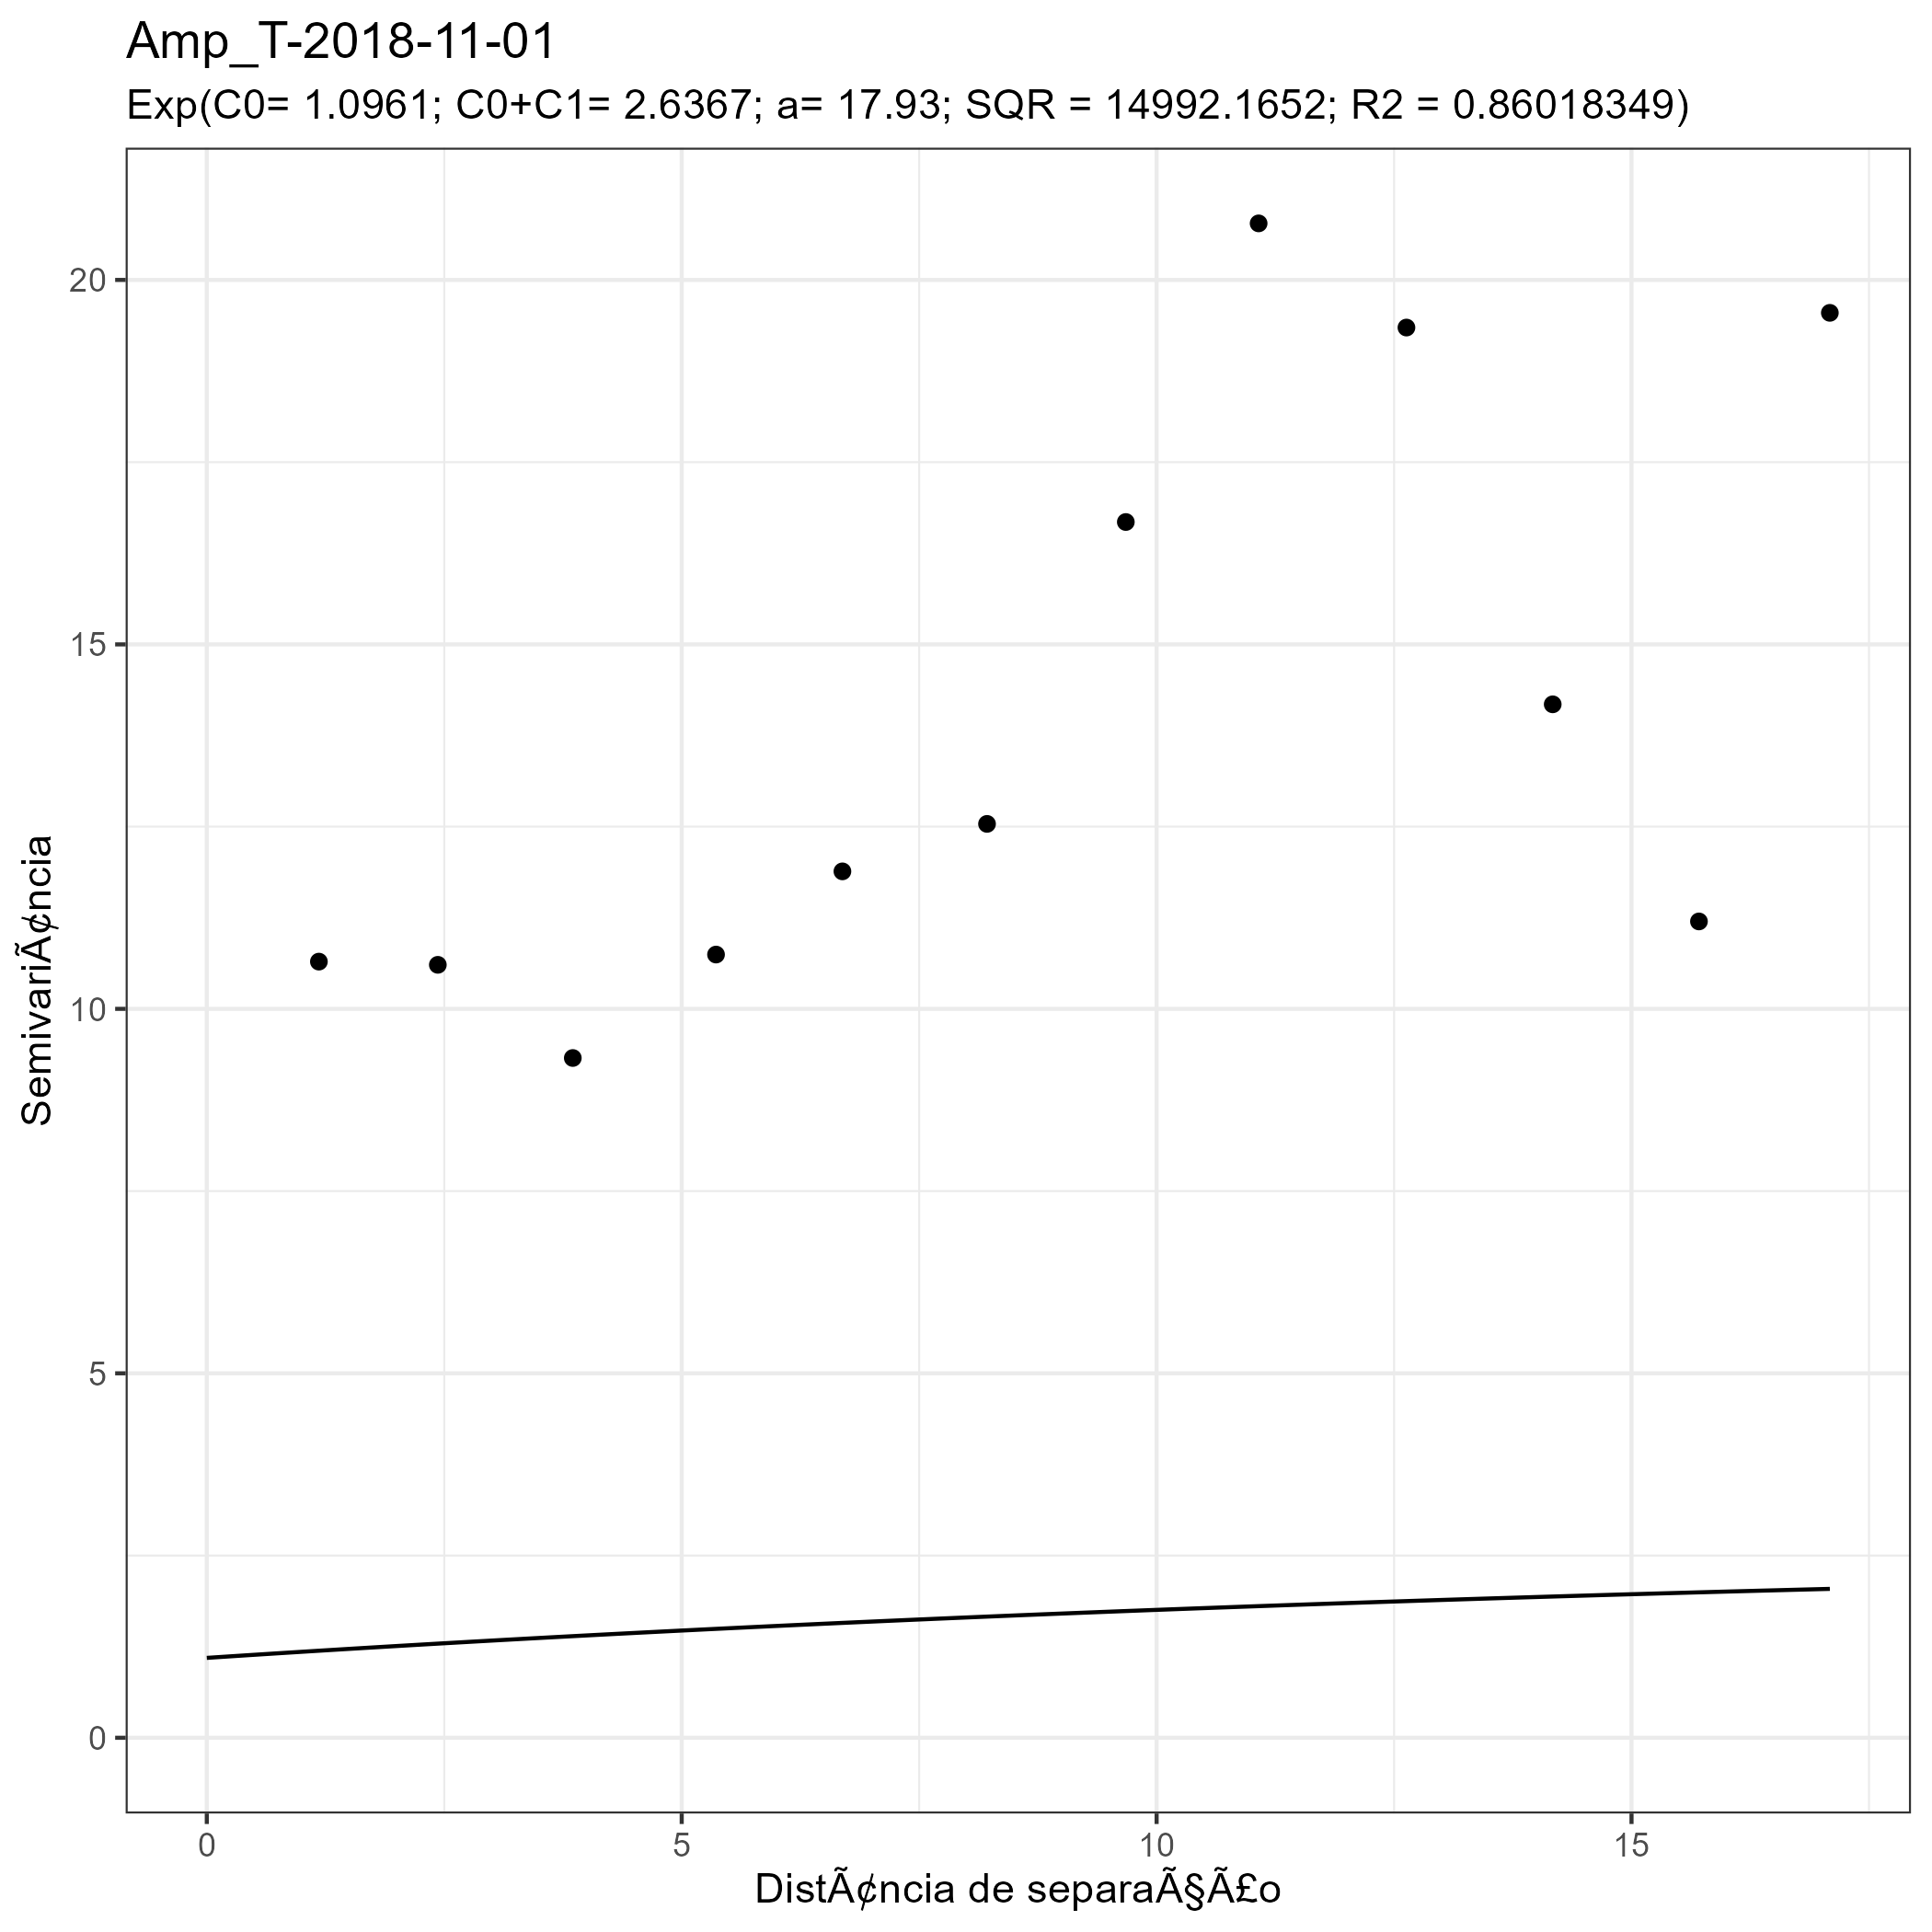 Amp_T-2018-11-01
Exp(C0= 1.0961; C0+C1= 2.6367; a= 17.93; SQR = 14992.1652; R2 = 0.86018349)
20
15
10
5
0
SemivariÃ¢ncia
0 5 10 15
DistÃ¢ncia de separaÃ§Ã£o